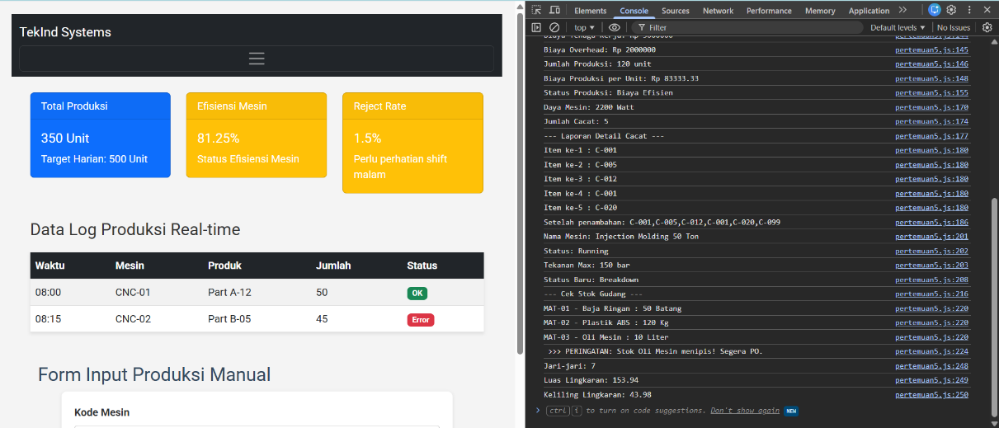 TekInd Systems
Total Produksi
350 Unit
Target Harian: 500 Unit
Efisiensi Mesin
81.25%
Status Efisiensi Mesin
Reject Rate
1.5%
Perlu perhatian shift
malam
Data Log Produksi Real-time
Waktu Mesin Produk Jumlah Status
08:00 CNC-01 Part A-12 50 OK
08:15 CNC-02 Part B-05 45 Error
Form Input Produksi Manual
Kode Mesin
Elements Console Sources Network Performance Memory Application
top Filter Default levels No Issues
Biaya Tenaga Kerja: Rp 5000000 pertemuan5.js:144
Biaya Overhead: Rp 2000000 pertemuan5.js:145
Jumlah Produksi: 120 unit pertemuan5.js:146
Biaya Produksi per Unit: Rp 83333.33 pertemuan5.js:148
Status Produksi: Biaya Efisien pertemuan5.js:155
Daya Mesin: 2200 Watt pertemuan5.js:170
Jumlah Cacat: 5 pertemuan5.js:174
--- Laporan Detail Cacat --- pertemuan5.js:177
Item ke-1 : C-001 pertemuan5.js:180
Item ke-2 : C-005 pertemuan5.js:180
Item ke-3 : C-012 pertemuan5.js:180
Item ke-4 : C-001 pertemuan5.js:180
Item ke-5 : C-020 pertemuan5.js:180
Setelah penambahan: C-001,C-005,C-012,C-001,C-020,C-099 pertemuan5.js:186
Nama Mesin: Injection Molding 50 Ton pertemuan5.js:201
Status: Running pertemuan5.js:202
Tekanan Max: 150 bar pertemuan5.js:203
Status Baru: Breakdown pertemuan5.js:208
--- Cek Stok Gudang --- pertemuan5.js:216
MAT-01 - Baja Ringan : 50 Batang pertemuan5.js:220
MAT-02 - Plastik ABS : 120 Kg pertemuan5.js:220
MAT-03 - Oli Mesin : 10 Liter pertemuan5.js:220
>>> PERINGATAN: Stok Oli Mesin menipis! Segera PO. pertemuan5.js:224
Jari-jari: 7 pertemuan5.js:248
Luas Lingkaran: 153.94 pertemuan5.js:249
Keliling Lingkaran: 43.98 pertemuan5.js:250
ctrl i to turn on code suggestions. Don't show again NEW